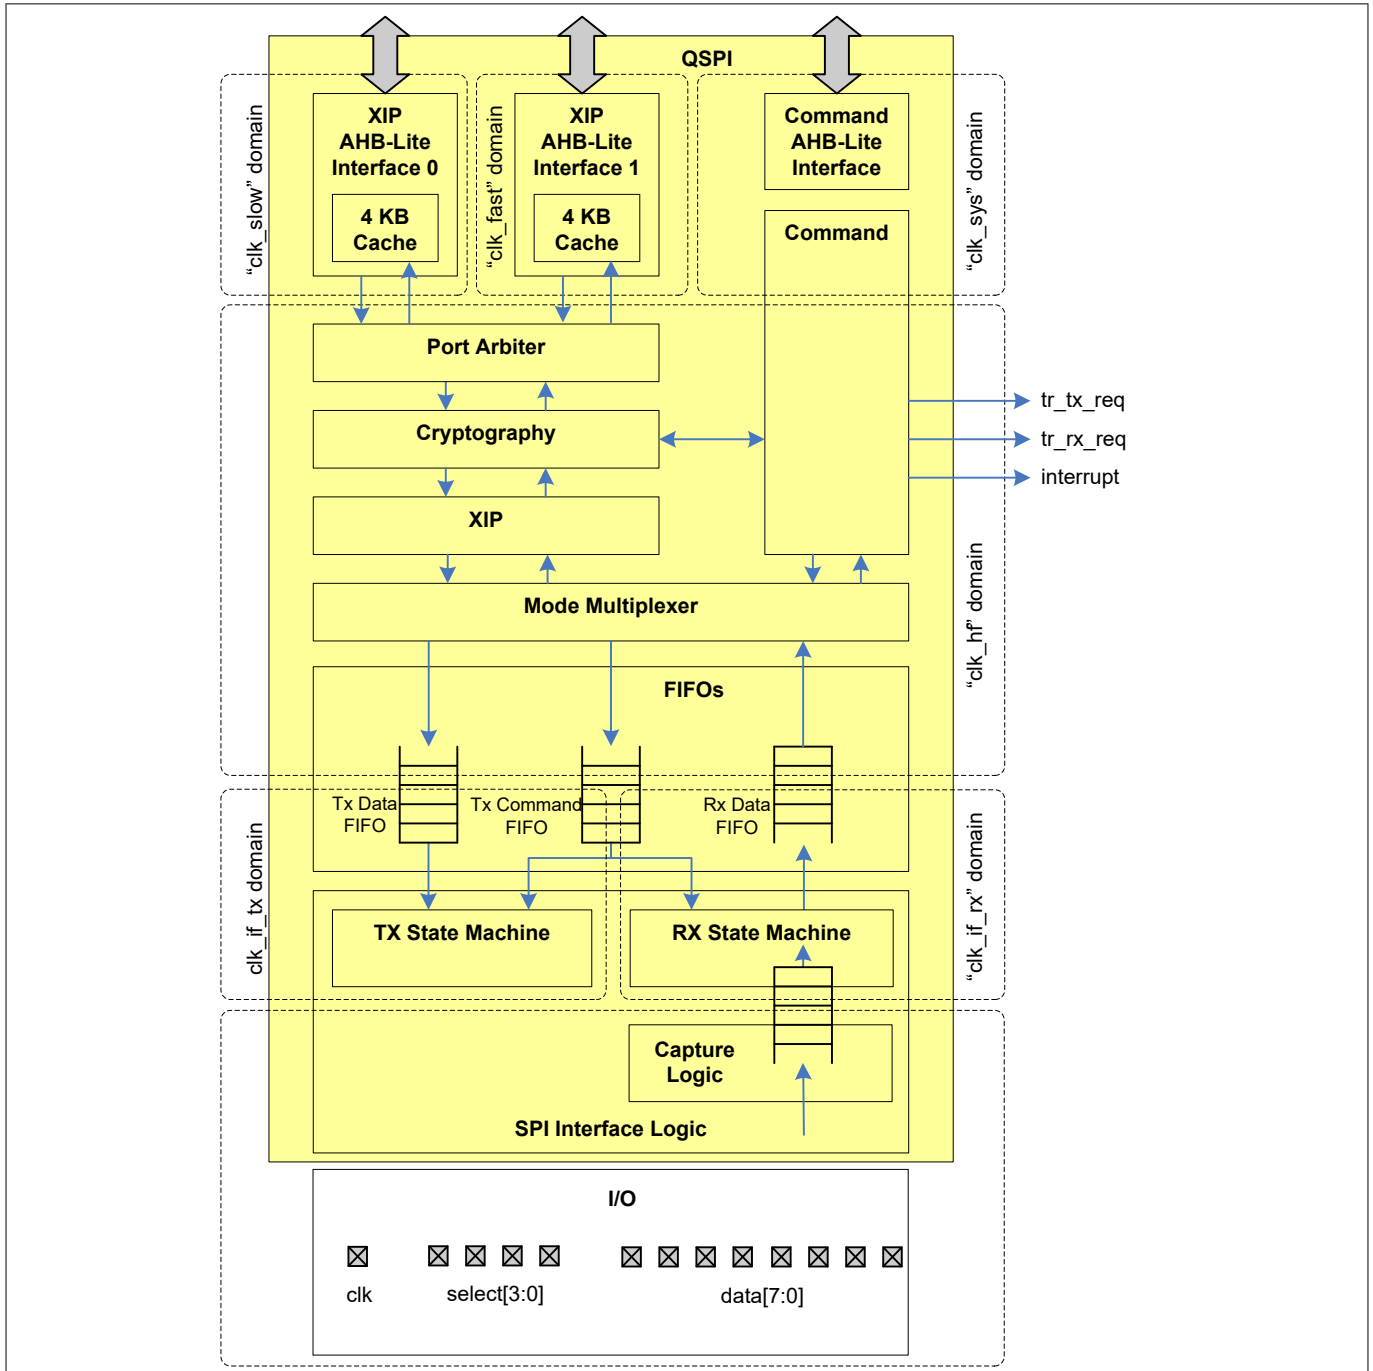 QSPI
"clk_slow" domain
XIP
AHB-Lite
Interface 0
4 KB
Cache
"clk_fast" domain
XIP
AHB-Lite
Interface 1
4 KB
Cache
Command
AHB-Lite
Interface
"clk_sys" domain
Command
Port Arbiter
Cryptography
XIP
tr_tx_req
tr_rx_req
interrupt
Mode Multiplexer
"clk_hf" domain
FIFOs
Tx Data
FIFO
Tx Command
FIFO
Rx Data
FIFO
clk_if_tx domain
TX State Machine
RX State Machine
"clk_if_rx" domain
Capture
Logic
SPI Interface Logic
I/O
clk
select[3:0]
data[7:0]